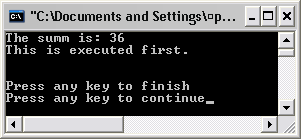 "C:\Documents and Settings\¤p...
The summ is: 36
This is executed first.
Press any key to finish
Press any key to continue_